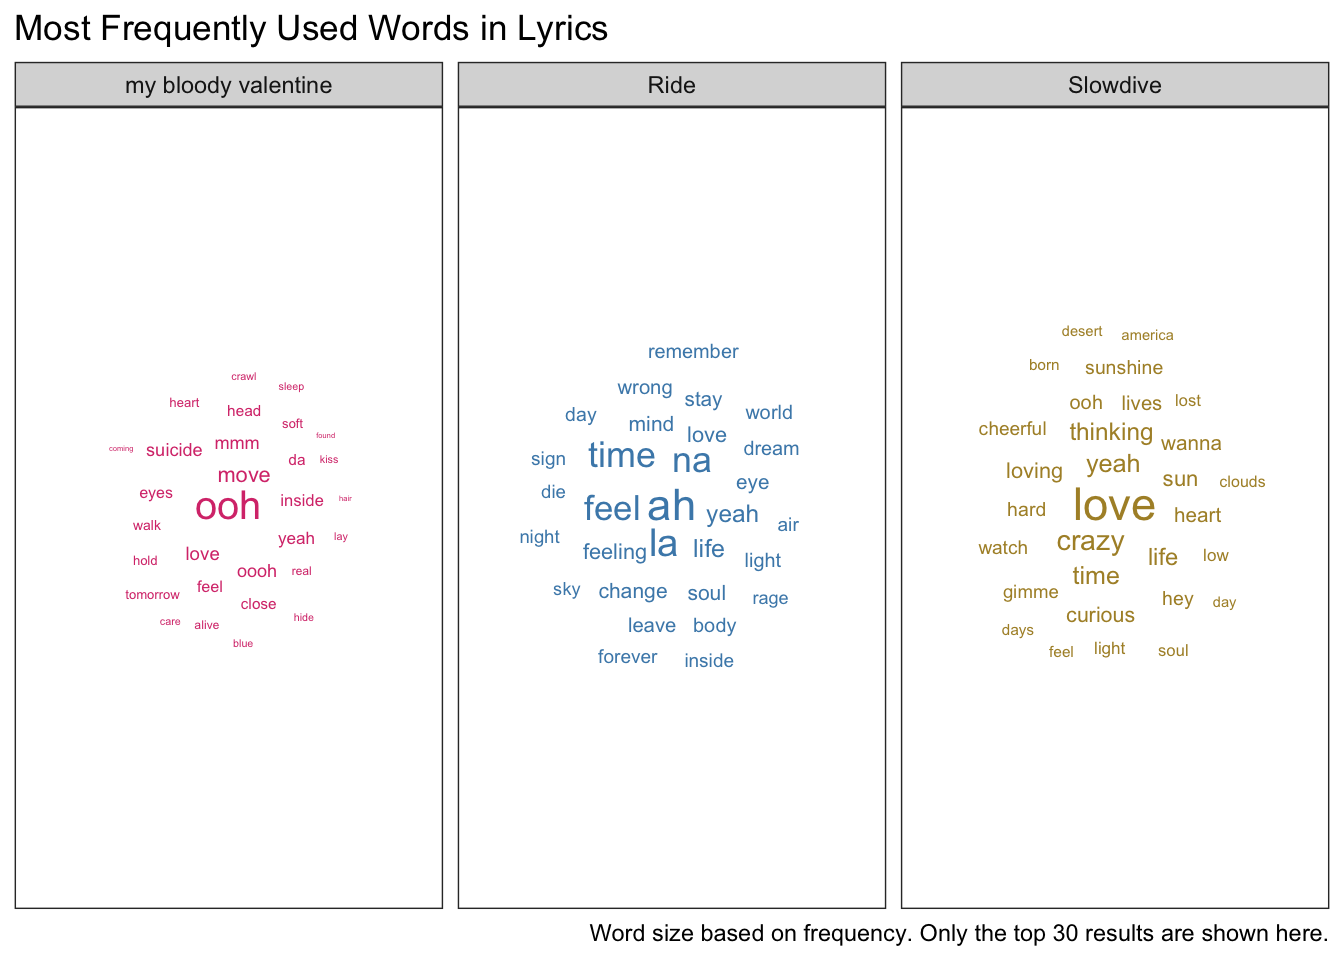 Most Frequently Used Words in Lyrics
my bloody valentine
crawl
sleep
heart
head
soft
found
coming
suicide
mmm
da
kiss
move
eyes
ooh
inside
hair
walk
yeah
lay
hold
love
oooh
real
tomorrow
feel
close
care
alive
hide
blue
Ride
remember
wrong
stay
day
mind
world
love
dream
sign
time
na
eye
die
feel
ah
yeah
air
night
feeling
la
life
light
sky
change
soul
rage
leave
body
forever
inside
Slowdive
desert
america
born
sunshine
ooh
lives
lost
cheerful
thinking
wanna
loving
yeah
sun
clouds
hard
love
heart
watch
crazy
life
low
time
gimme
hey
day
curious
days
feel
light
soul
Word size based on frequency. Only the top 30 results are shown here.